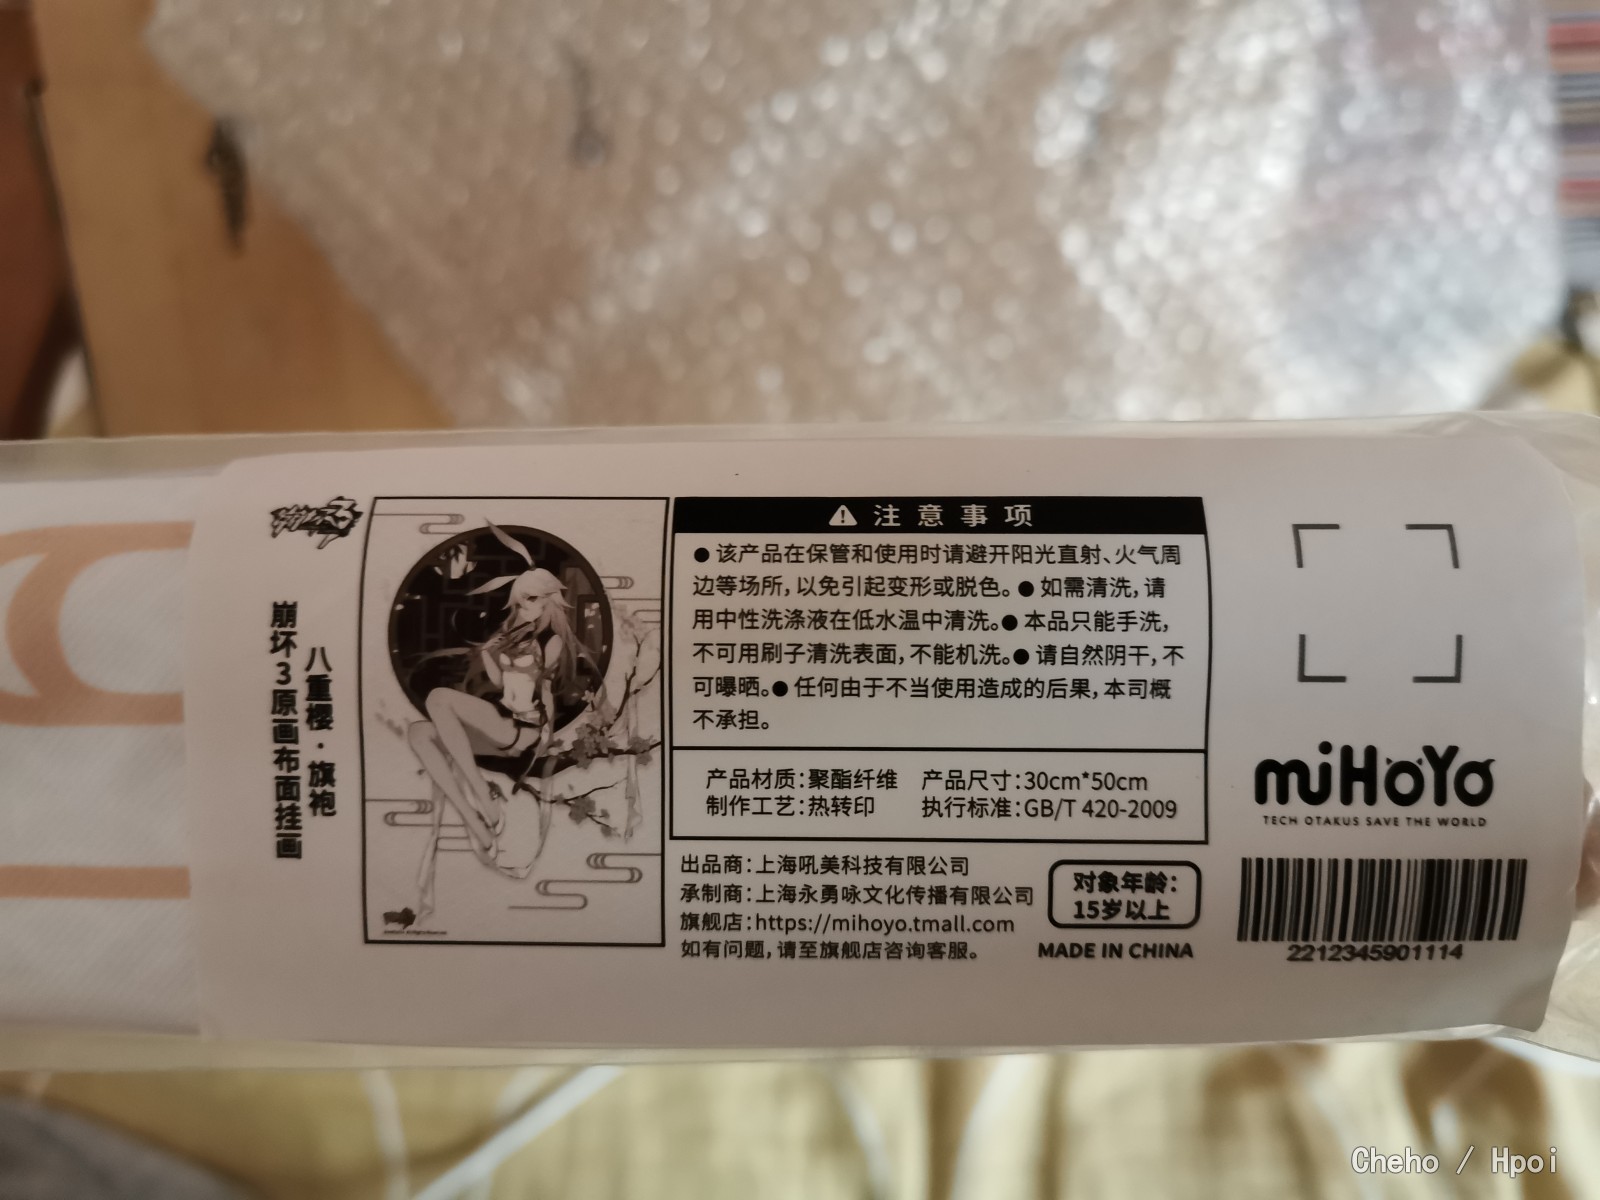 崩坏3
崩坏3原画布面挂画
八重樱·旗袍
注意事项
●该产品在保管和使用时请避开阳光直射、火气周
边等场所,以免引起变形或脱色。●如需清洗,请
用中性洗涤液在低水温中清洗。●本品只能手洗,
不可用刷子清洗表面,不能机洗。●请自然阴干,不
可曝晒。●任何由于不当使用造成的后果,本司概
不承担。
产品材质:聚酯纤维 产品尺寸:30cm*50cm
制作工艺:热转印 执行标准:GB/T 420-2009
出品商:上海吼美科技有限公司
承制商:上海永勇咏文化传播有限公司
旗舰店:https://mihoyo.tmall.com
如有问题,请至旗舰店咨询客服。
对象年龄:
15岁以上
MADE IN CHINA
miHoYo
TECH OTAKUS SAVE THE WORLD
2212345901114
Cheho / Hpoi